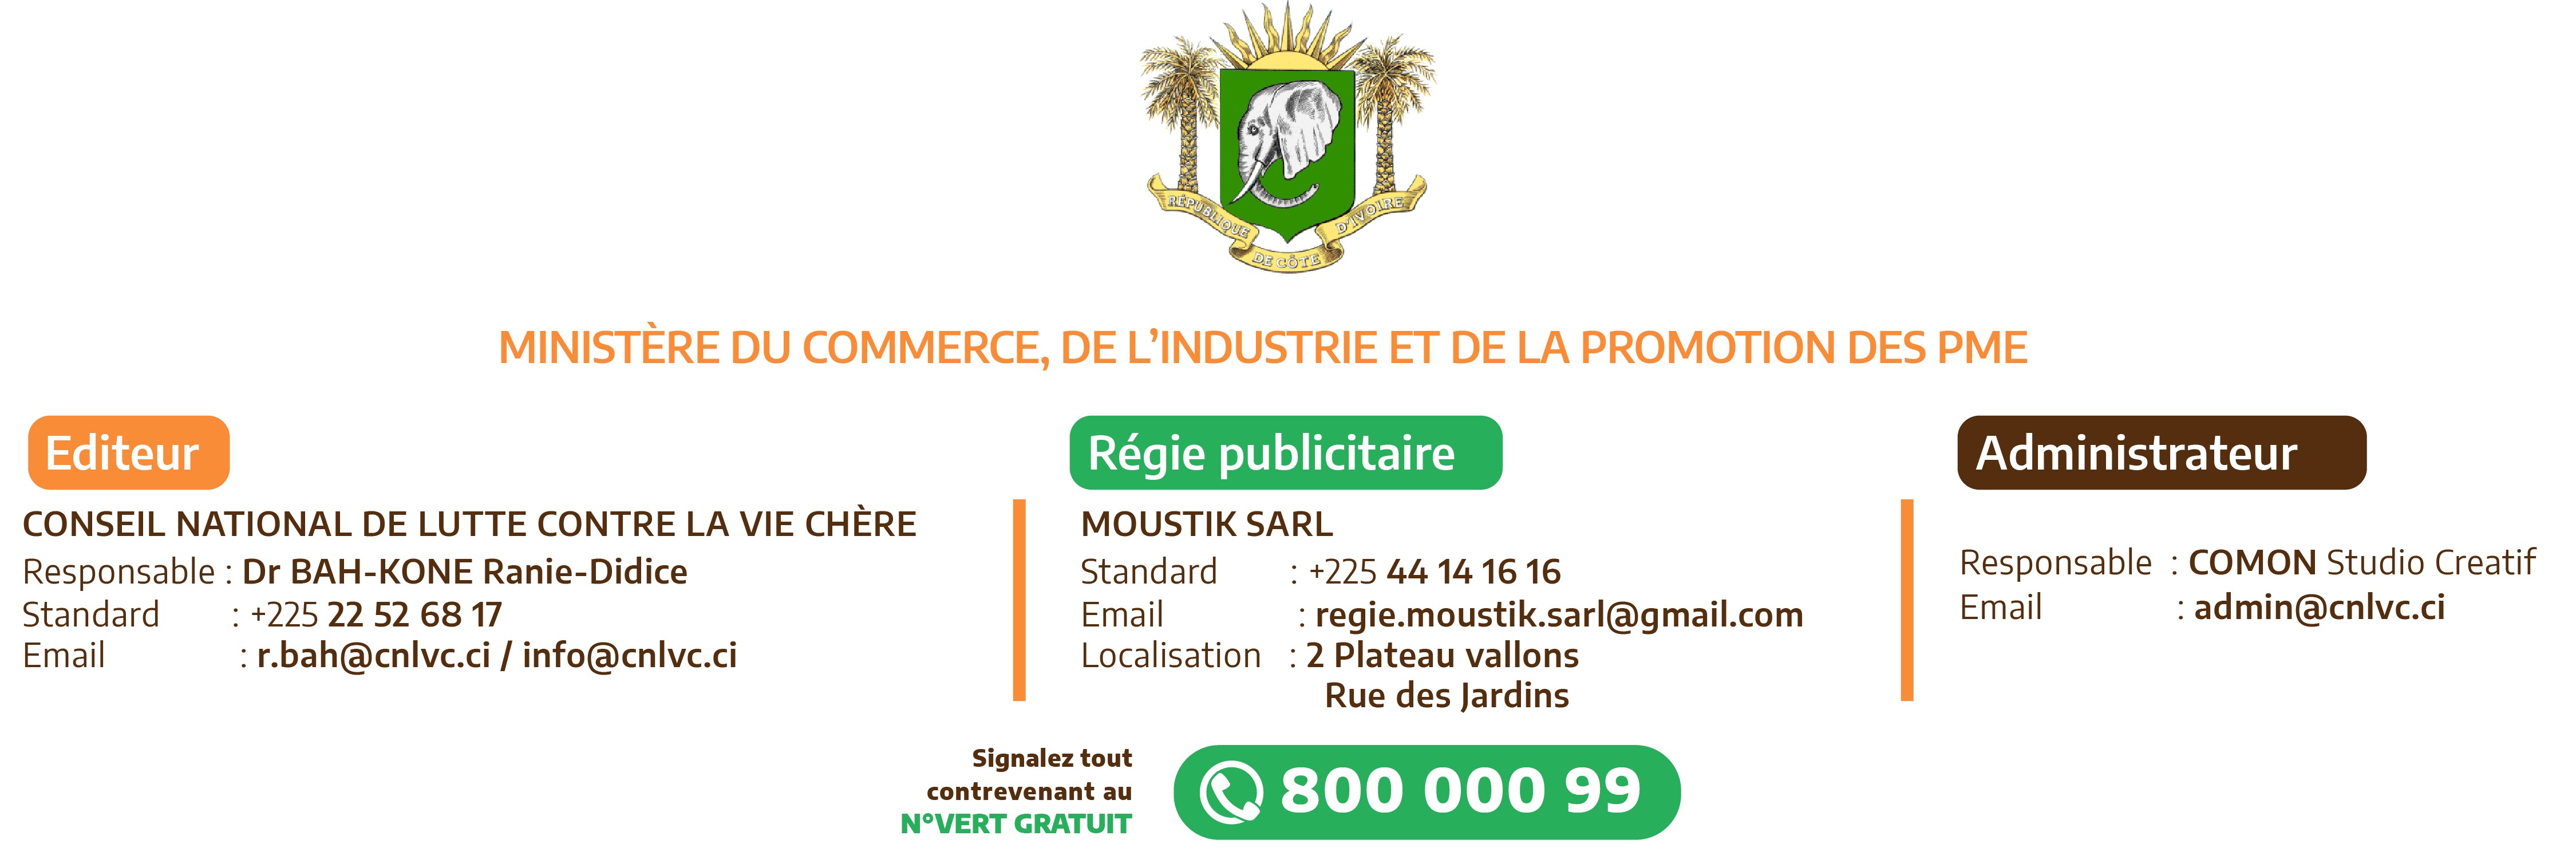 RÉPUBLIQUE DE CÔTE D'IVOIRE
MINISTÈRE DU COMMERCE, DE L'INDUSTRIE ET DE LA PROMOTION DES PME
Editeur
CONSEIL NATIONAL DE LUTTE CONTRE LA VIE CHÈRE
Responsable : Dr BAH-KONE Ranie-Didice
Standard : +225 22 52 68 17
Email : r.bah@cnlvc.ci / info@cnlvc.ci
Régie publicitaire
MOUSTIK SARL
Standard : +225 44 14 16 16
Email : regie.moustik.sarl@gmail.com
Localisation : 2 Plateau vallons
Rue des Jardins
Administrateur
Responsable : COMON Studio Creatif
Email : admin@cnlvc.ci
Signalez tout
contrevenant au
N°VERT GRATUIT
800 000 99